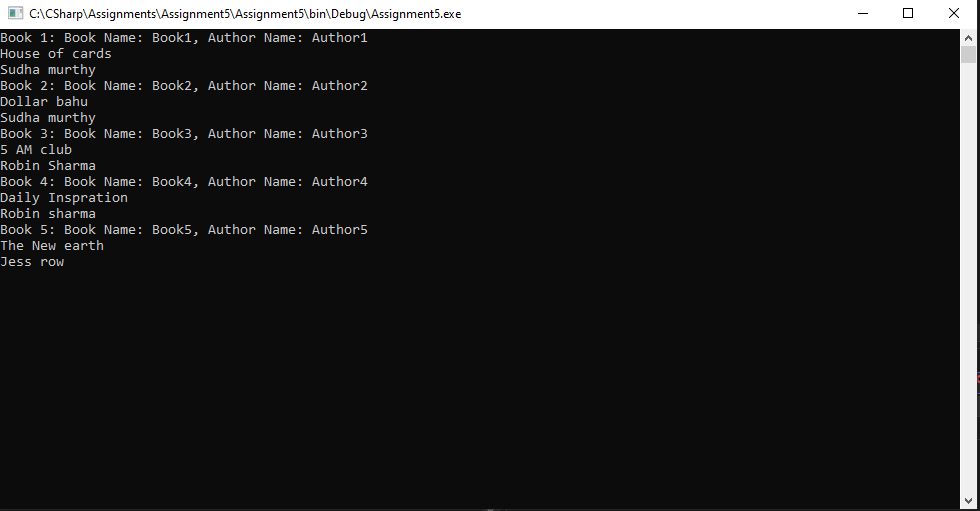 C:\CSharp\Assignments\Assignment5\Assignment5\bin\Debug\Assignment5.exe
Book 1: Book Name: Book1, Author Name: Author1
House of cards
Sudha murthy
Book 2: Book Name: Book2, Author Name: Author2
Dollar bahu
Sudha murthy
Book 3: Book Name: Book3, Author Name: Author3
5 AM club
Robin Sharma
Book 4: Book Name: Book4, Author Name: Author4
Daily Inspration
Robin sharma
Book 5: Book Name: Book5, Author Name: Author5
The New earth
Jess row